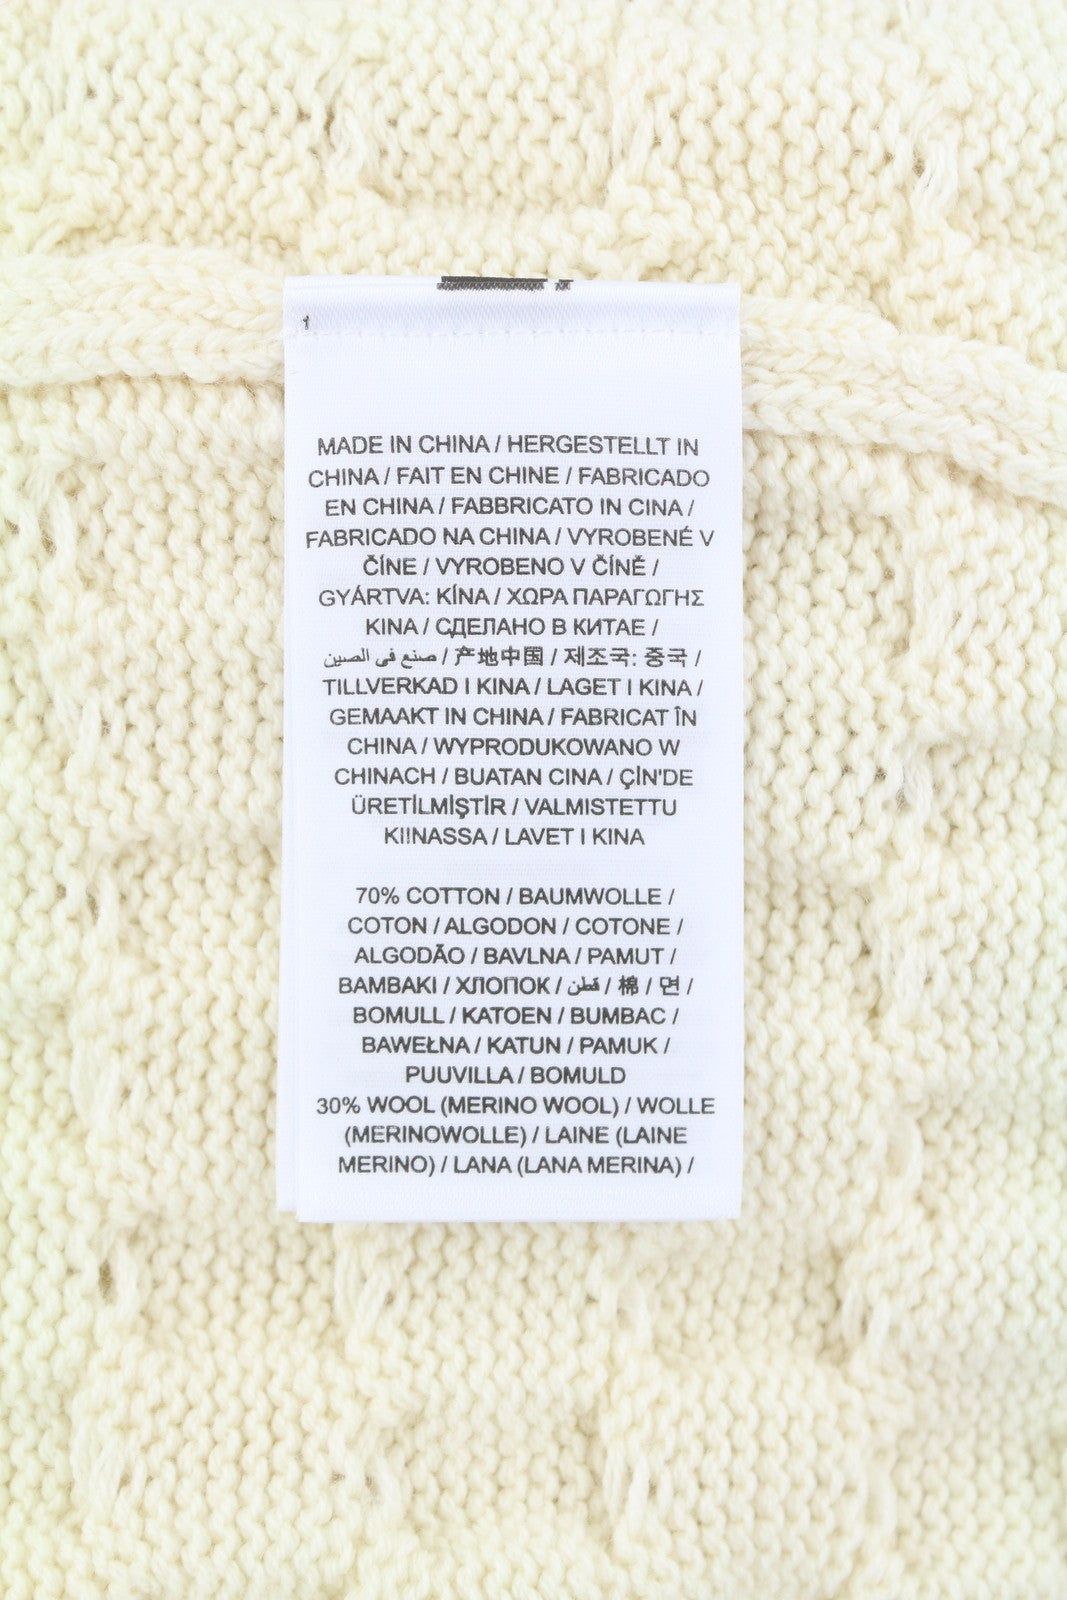 1
MADE IN CHINA / HERGESTELLT IN
CHINA / FAIT EN CHINE / FABRICADO
EN CHINA / FABBRICATO IN CINA /
FABRICADO NA CHINA / VYROBENÉ V
ČÍNE / VYROBENO V ČÍNĚ /
GYÁRTVA: KÍNA / ΧΩΡΑ ΠΑΡΑΓΩΓΗΣ
KINA / СДЕЛАНО В КИТАЕ /
صنع في الصين / 产地中国 / 제조국: 중국 /
TILLVERKAD I KINA / LAGET I KINA /
GEMAAKT IN CHINA / FABRICAT ÎN
CHINA / WYPRODUKOWANO W
CHINACH / BUATAN CINA / ÇİN'DE
ÜRETİLMİŞTİR / VALMISTETTU
KIINASSA / LAVET I KINA
70% COTTON / BAUMWOLLE /
COTON / ALGODON / COTONE /
ALGODÃO / BAVLNA / PAMUT /
BAMBAKI / ХЛОПОК / قطن / 棉 / 면 /
BOMULL / KATOEN / BUMBAC /
BAWEŁNA / KATUN / PAMUK /
PUUVILLA / BOMULD
30% WOOL (MERINO WOOL) / WOLLE
(MERINOWOLLE) / LAINE (LAINE
MERINO) / LANA (LANA MERINA) /